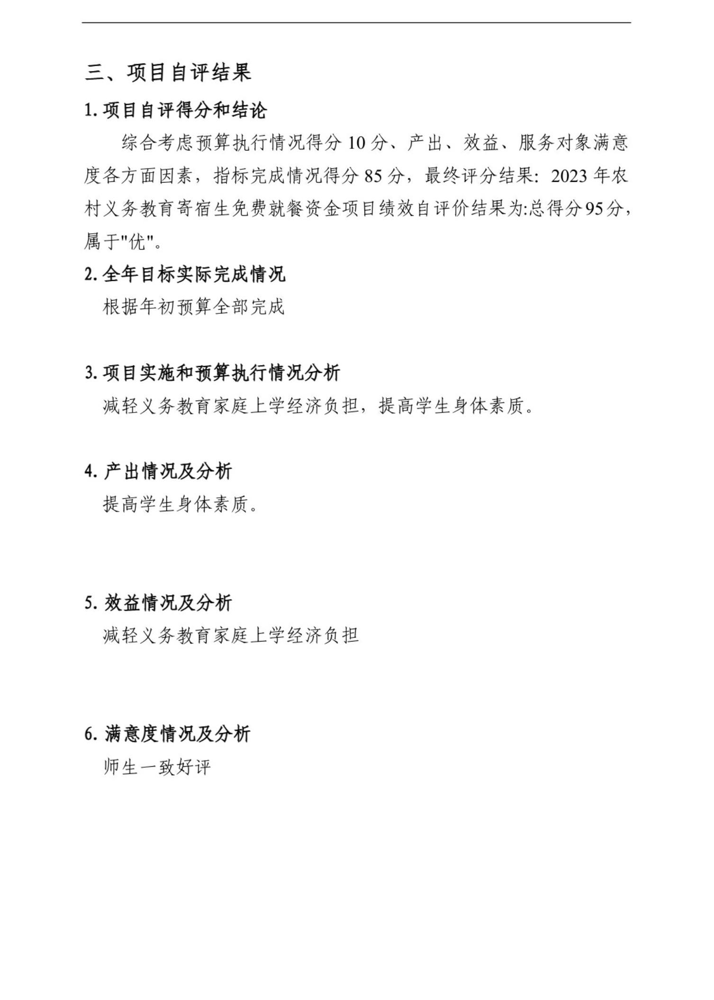 三、项目自评结果
1. 项目自评得分和结论
综合考虑预算执行情况得分 10 分、产出、效益、服务对象满意
度各方面因素，指标完成情况得分 85 分，最终评分结果：2023 年农
村义务教育寄宿生免费就餐资金项目绩效自评价结果为:总得分95分，
属于"优"。
2. 全年目标实际完成情况
根据年初预算全部完成
3. 项目实施和预算执行情况分析
减轻义务教育家庭上学经济负担，提高学生身体素质。
4. 产出情况及分析
提高学生身体素质。
5. 效益情况及分析
减轻义务教育家庭上学经济负担
6. 满意度情况及分析
师生一致好评